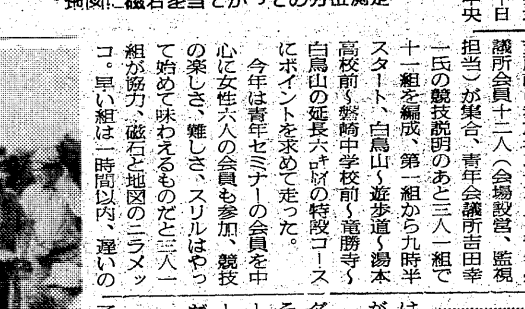 地図に磁石を当てがっての方位測定
十日
中央
議所会員十二人（会場設営、監視
担当）が集合、青年会議所吉田幸
一氏の競技説明のあと三人一組で
十一組を編成、第一組から九時半
スタート、白鳥山〜遊歩道〜湯本
高校前〜磐崎中学校前〜竜勝寺〜
白鳥山の延長六キロの特設コース
にポイントを求めて走った。
今年は青年セミナーの会員を中
心に女性六人の会員も参加、競技
の楽しさ、難しさ、スリルはやっ
て始めて味わえるものだと三人一
組が協力、磁石と地図のニラメッ
コ。早い組は一時間以内、遅いの